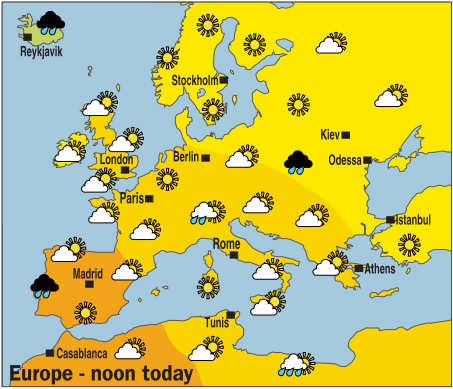 Reykjavik
Stockholm
Kiev
Berlin
Odessa
London
Paris
Istanbul
Rome
Madrid
Athens
Tunis
Casablanca
Europe - noon today